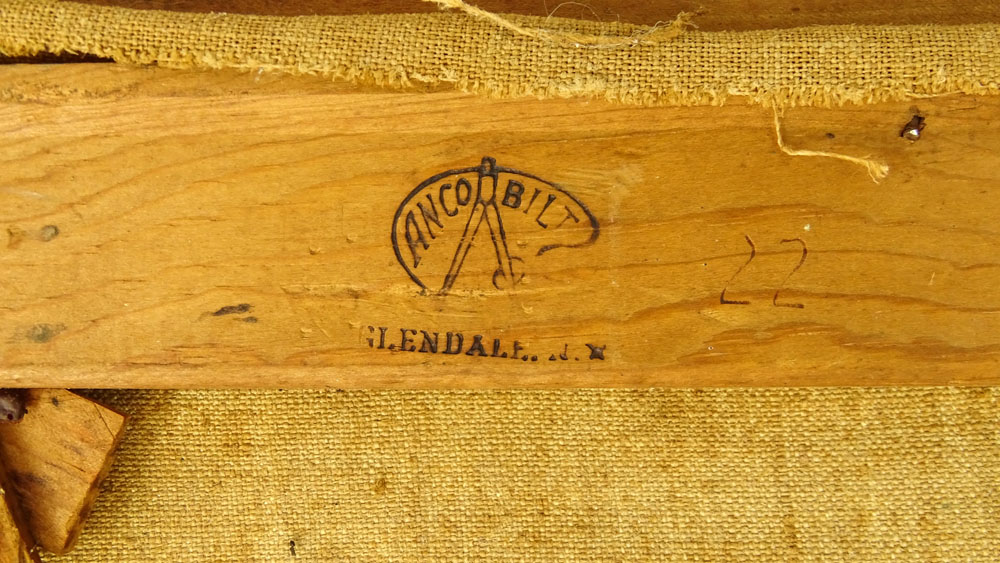 ANCO BILT
22
GLENDALE, N.Y